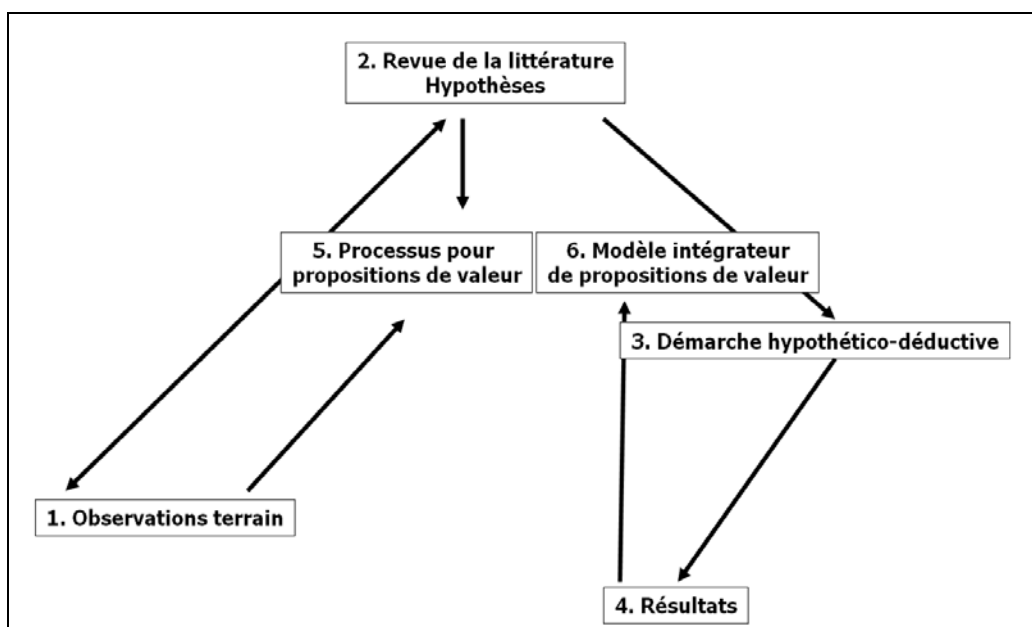 2. Revue de la littérature
Hypothèses
5. Processus pour
propositions de valeur
6. Modèle intégrateur
de propositions de valeur
3. Démarche hypothético-déductive
1. Observations terrain
4. Résultats